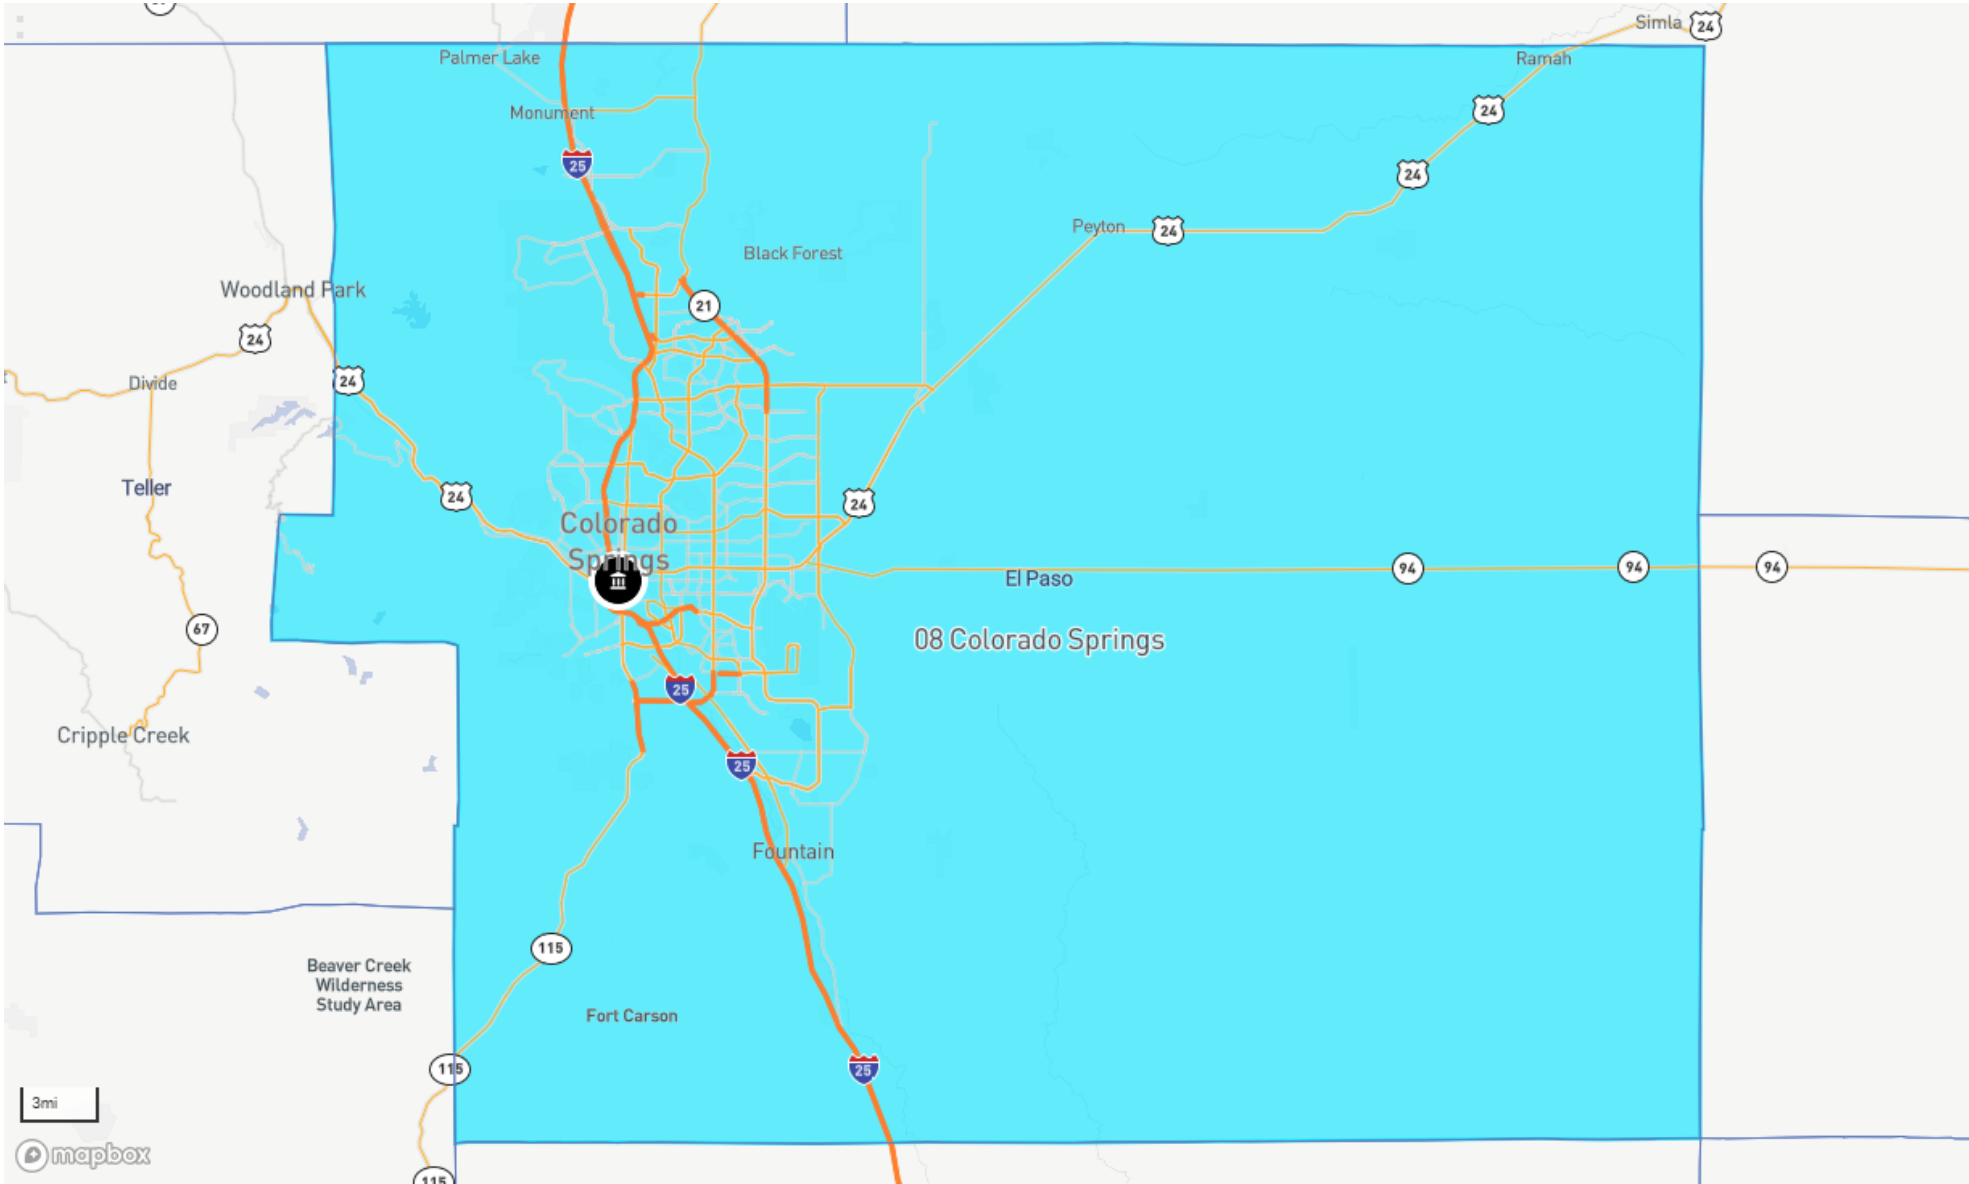 Simla
24
Palmer Lake
Ramah
Monument
24
25
24
Peyton
24
Black Forest
Woodland Park
21
24
Divide
24
Teller
24
24
Colorado
Springs
94
94
94
El Paso
67
08 Colorado Springs
25
Cripple Creek
25
Fountain
115
Beaver Creek
Wilderness
Study Area
Fort Carson
115
25
3mi
mapbox
115